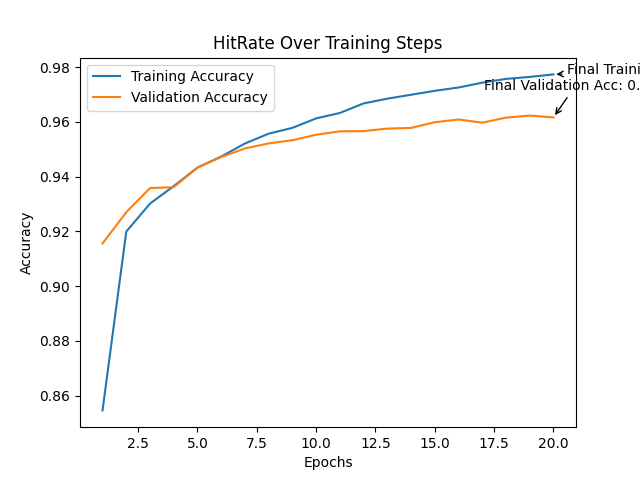 HitRate Over Training Steps
Training Accuracy
Validation Accuracy
Final Traini
Final Validation Acc: 0.
0.98
0.96
0.94
0.92
0.90
0.88
0.86
Accuracy
2.5
5.0
7.5
10.0
12.5
15.0
17.5
20.0
Epochs